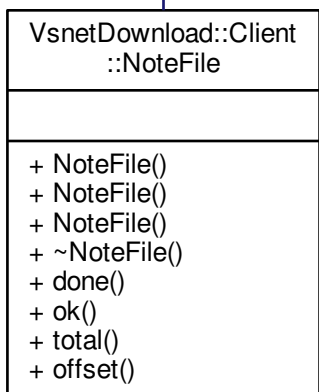 VsnetDownload::Client
::NoteFile
+ NoteFile()
+ NoteFile()
+ NoteFile()
+ ~NoteFile()
+ done()
+ ok()
+ total()
+ offset()